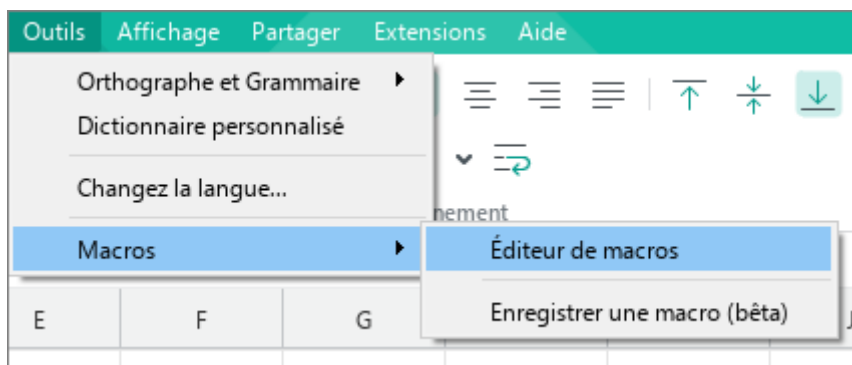 Outils Affichage Partager Extensions Aide
Orthographe et Grammaire
Dictionnaire personnalisé
Changez la langue...
nement
Macros
Éditeur de macros
Enregistrer une macro (bêta)
E F G